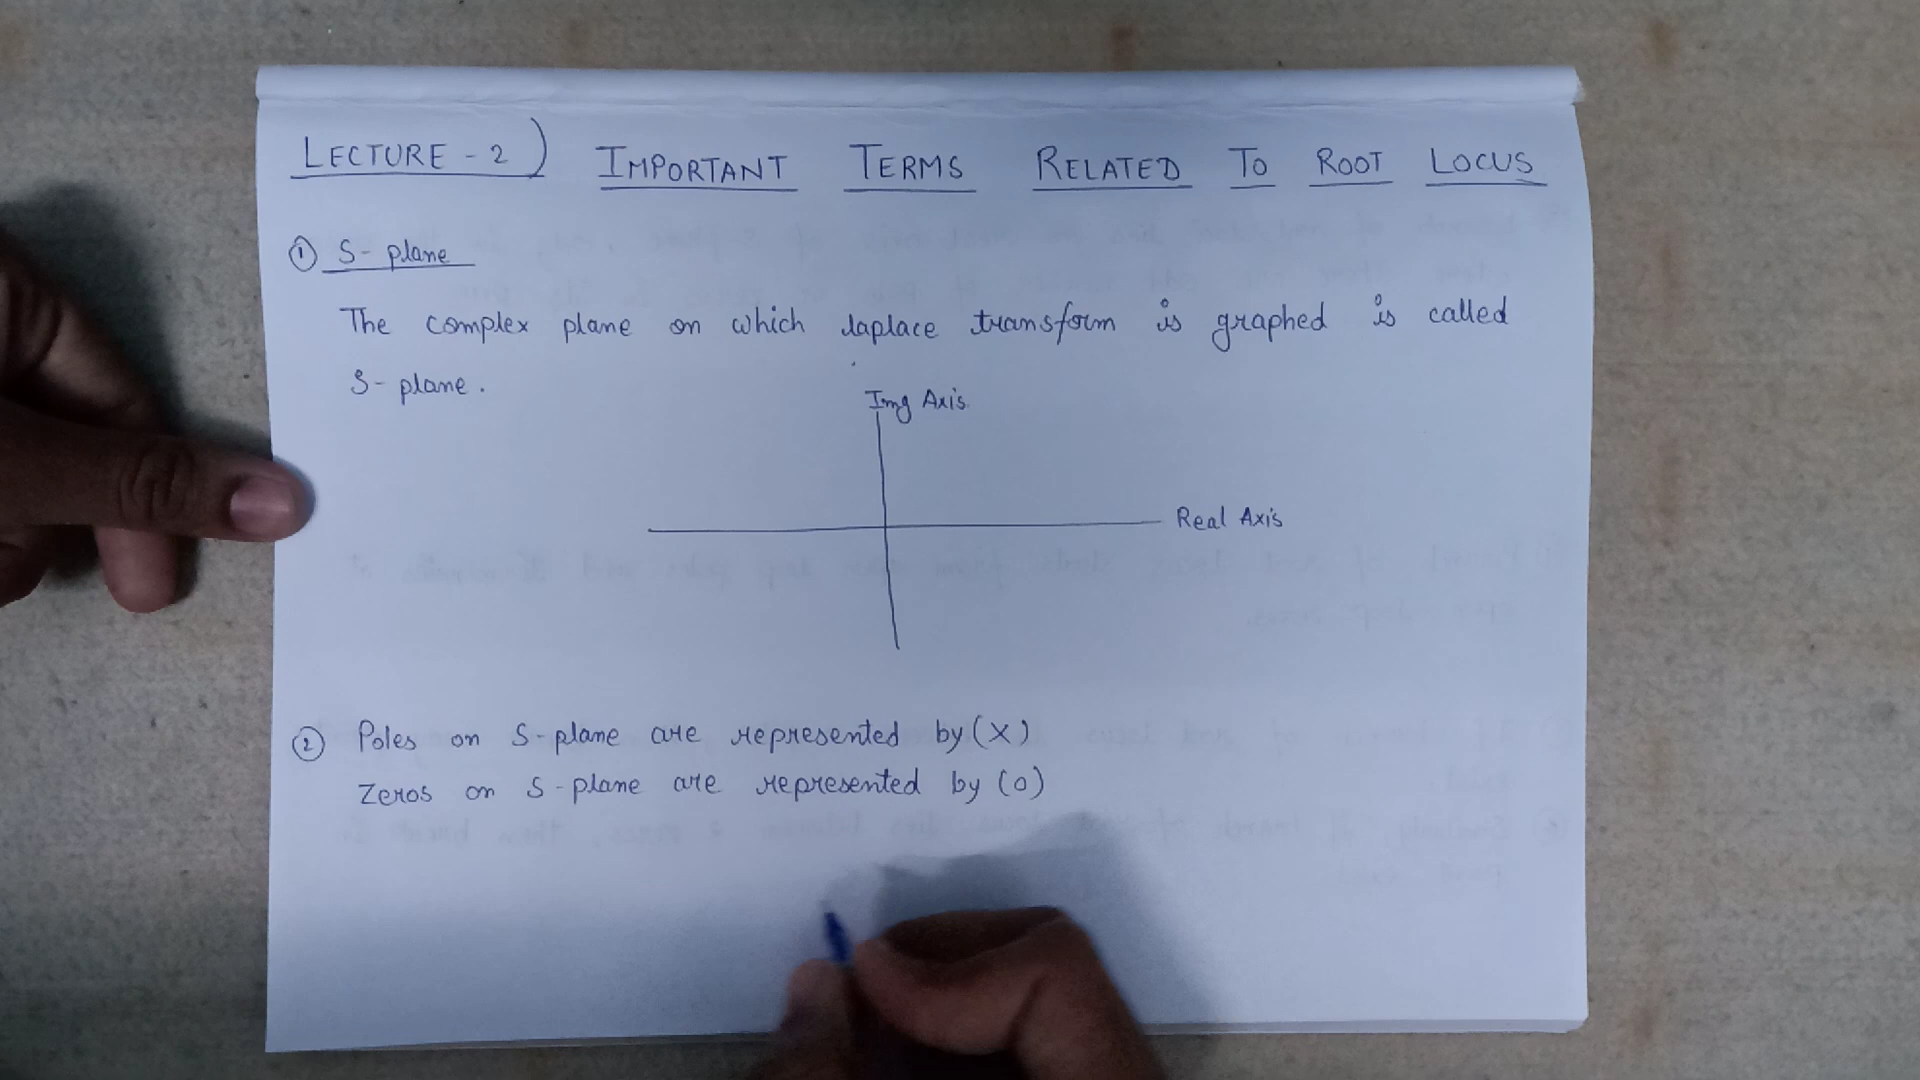 LECTURE - 2) IMPORTANT TERMS RELATED TO ROOT LOCUS
① S-plane
The complex plane on which laplace transform is graphed is called
S-plane.
Img Axis
Real Axis
② Poles on S-plane are represented by (X)
Zeros on S-plane are represented by (0)